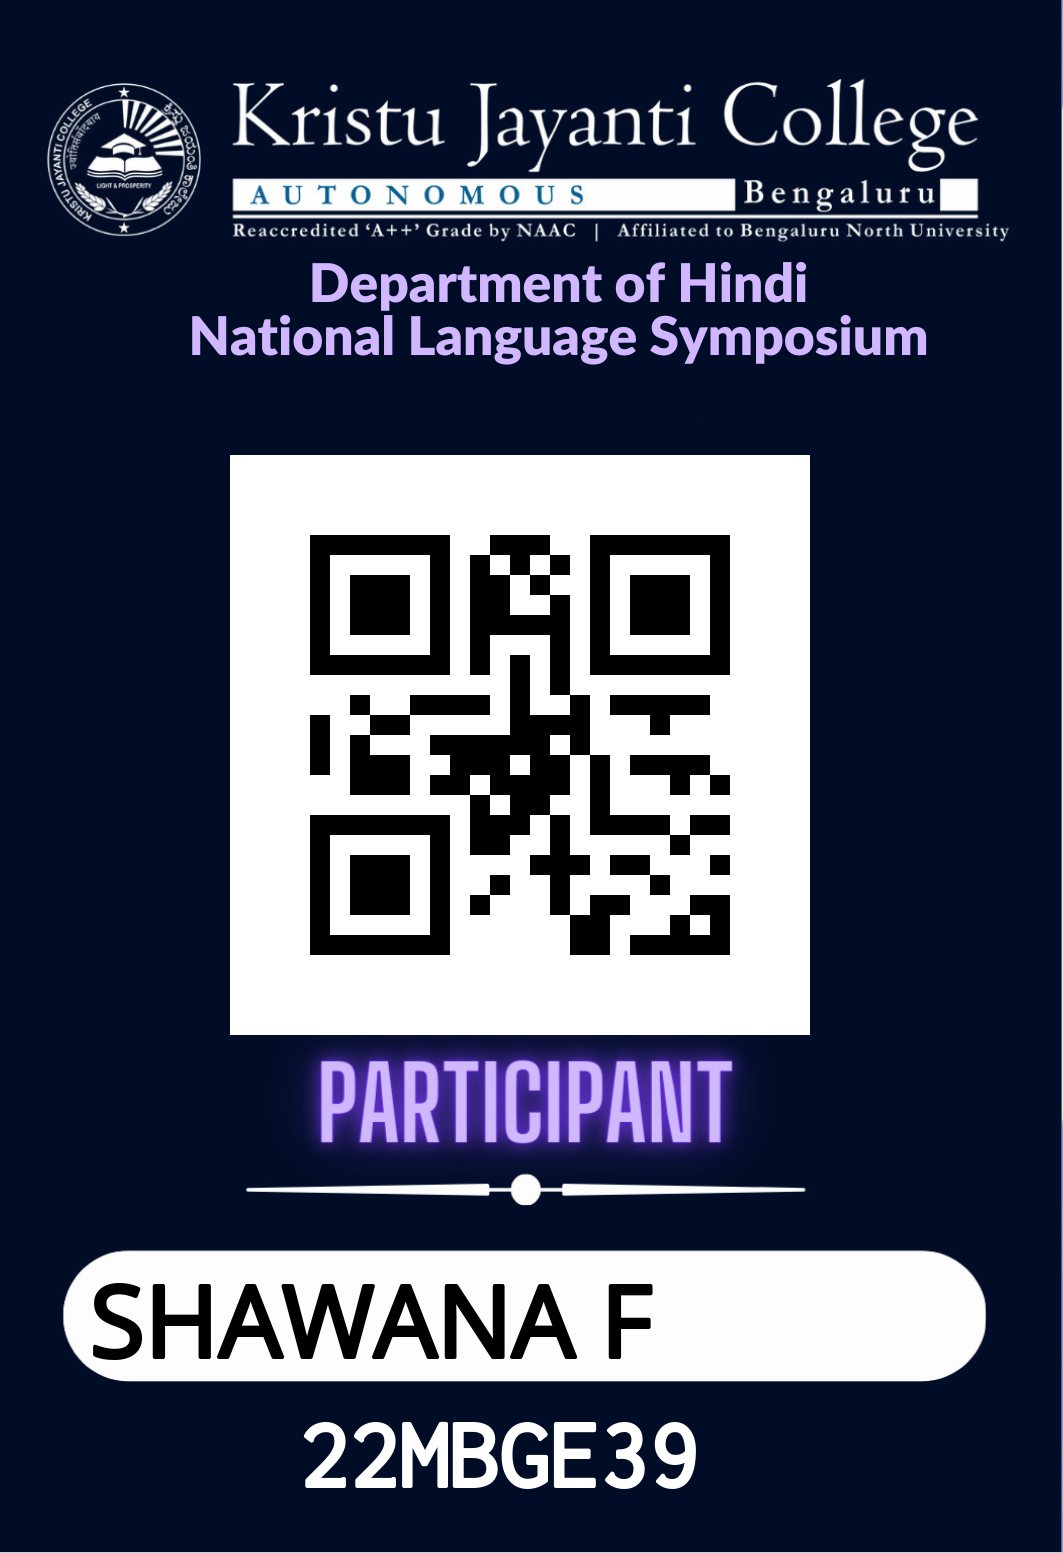 KRISTU JAYANTI COLLEGE
LIGHT & PROSPERITY
Kristu Jayanti College
AUTONOMOUS Bengaluru
Reaccredited ‘A++’ Grade by NAAC | Affiliated to Bengaluru North University
Department of Hindi
National Language Symposium
PARTICIPANT
SHAWANA F
22MBGE39